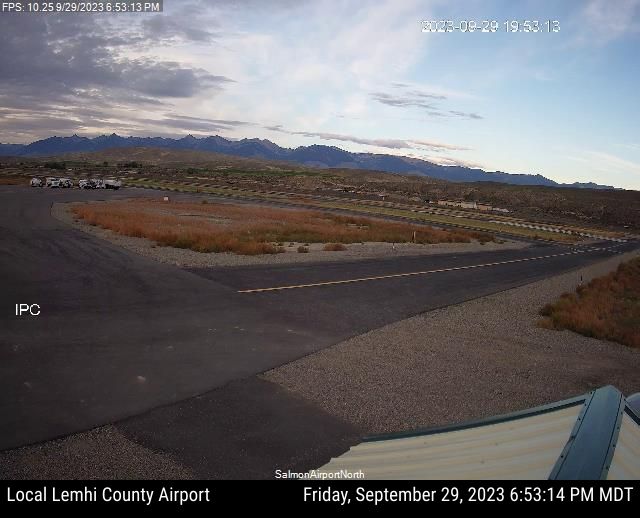 FPS: 10.25 9/29/2023 6:53:13 PM
2023-09-29 19:53:13
IPC
SalmonAirportNorth
Local Lemhi County Airport Friday, September 29, 2023 6:53:14 PM MDT